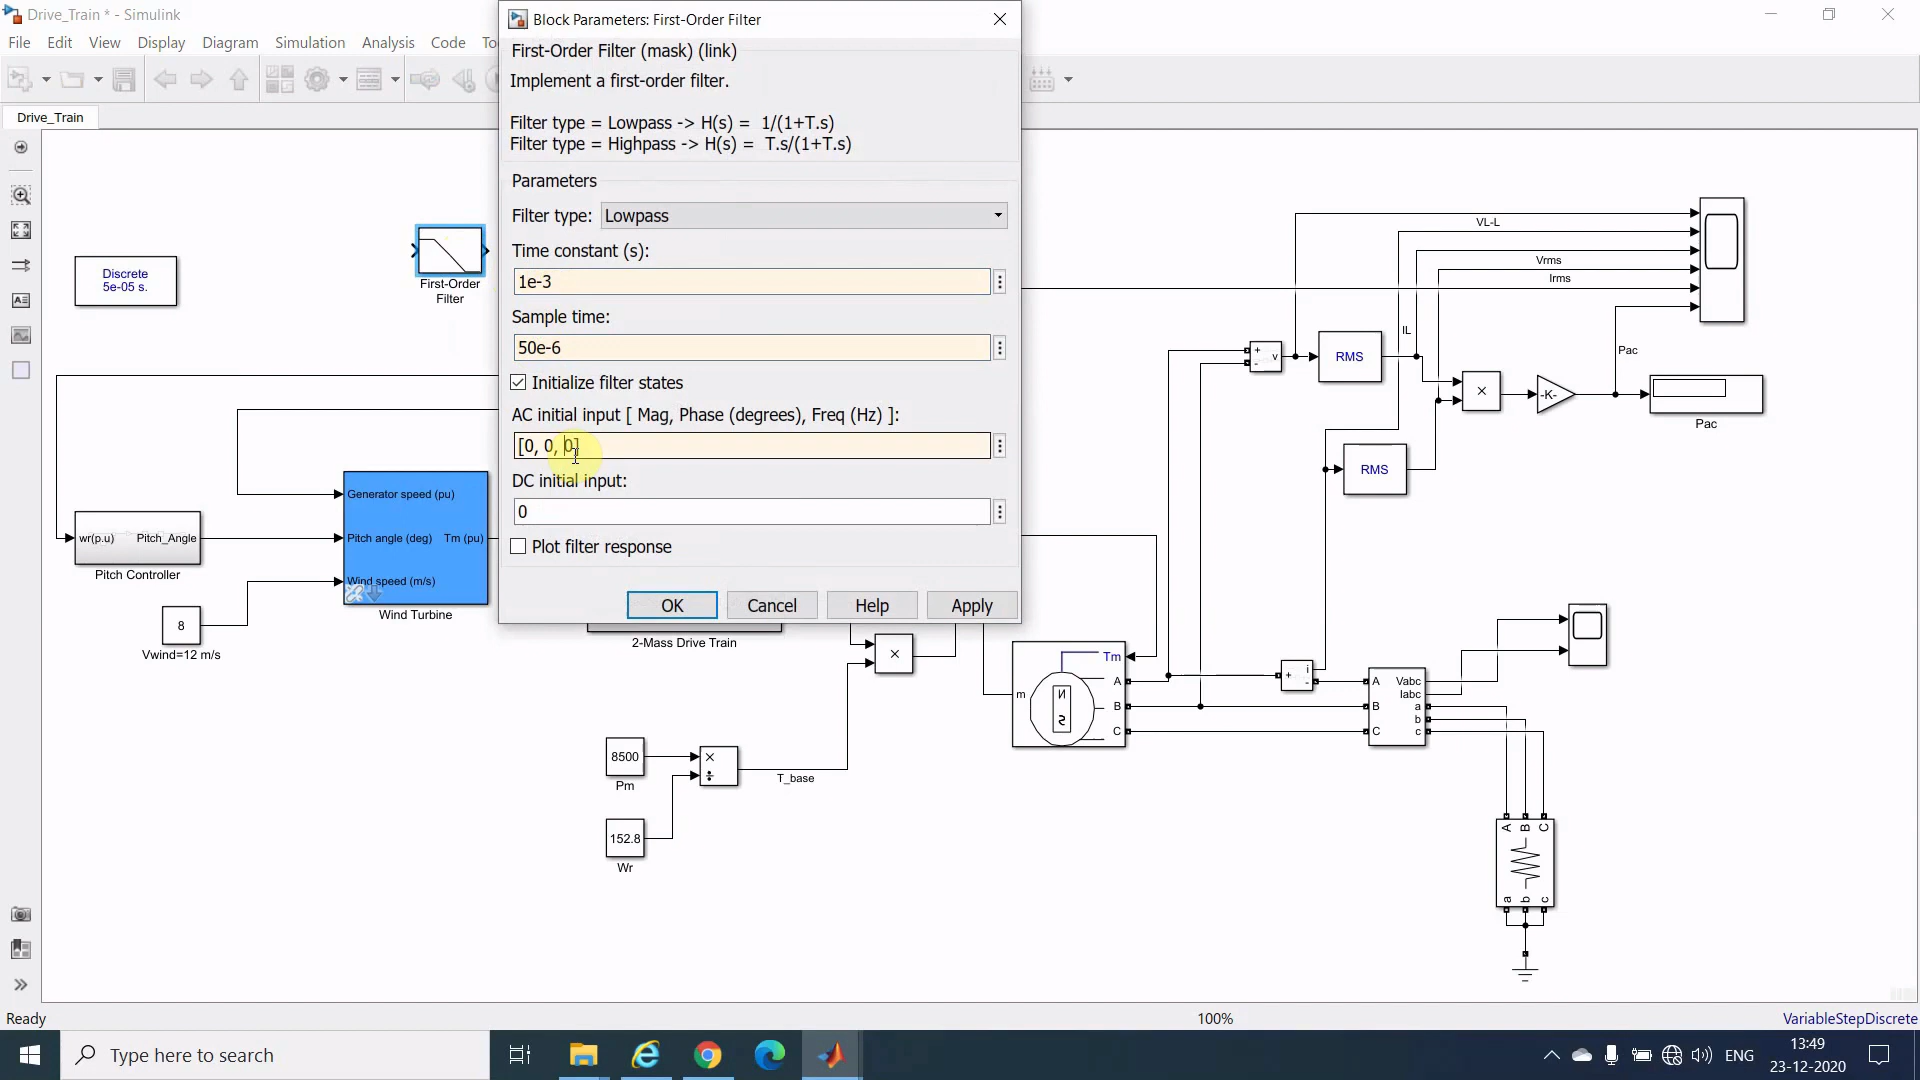 Drive_Train * - Simulink
File Edit View Display Diagram Simulation Analysis Code
Drive_Train
Block Parameters: First-Order Filter
First-Order Filter (mask) (link)
Implement a first-order filter.
Filter type = Lowpass -> H(s) = 1/(1+T.s)
Filter type = Highpass -> H(s) = T.s/(1+T.s)
Parameters
Filter type: Lowpass
Time constant (s):
1e-3
Sample time:
50e-6
Initialize filter states
AC initial input [ Mag, Phase (degrees), Freq (Hz) ]:
[0, 0, 0]
DC initial input:
0
Plot filter response
OK Cancel Help Apply
Discrete
5e-05 s.
First-Order
Filter
wr(p.u) Pitch_Angle
Pitch Controller
8
Vwind=12 m/s
Generator speed (pu)
Pitch angle (deg) Tm (pu)
Wind speed (m/s)
Wind Turbine
2-Mass Drive Train
×
8500
Pm
152.8
Wr
×
÷
T_base
VL-L
Vrms
Irms
IL
Pac
+
-
v
RMS
RMS
×
-K-
Pac
Tm
m
A
B
C
N
S
+
-
i
A
B
C
Vabc
Iabc
a
b
c
A B C
a b c
Ready
100%
VariableStepDiscrete
Type here to search
ENG
13:49
23-12-2020